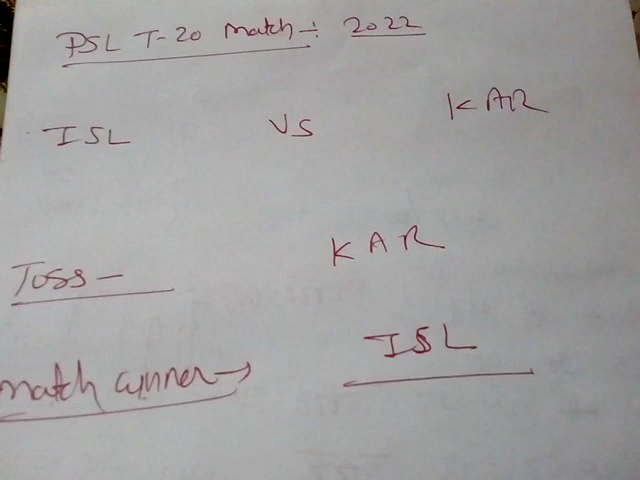 PSL T-20 Match÷ 2022
ISL VS KAR
Toss - KAR
Match winner → ISL